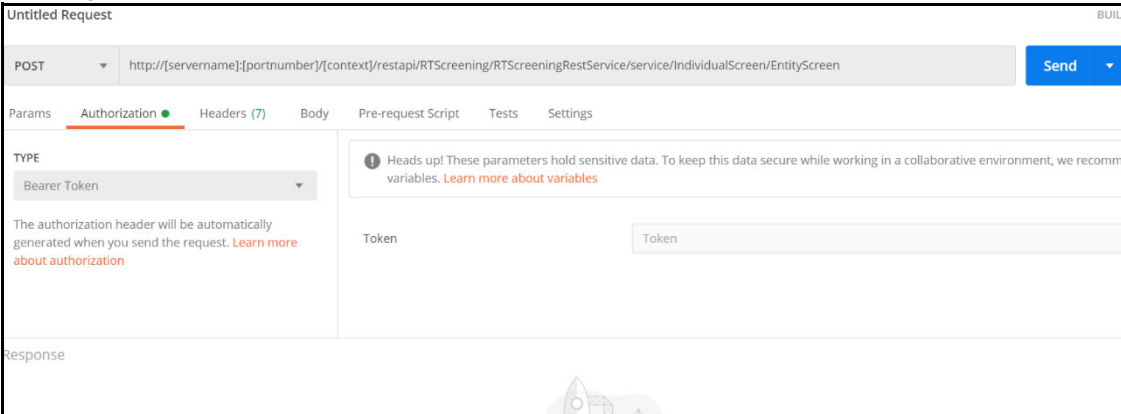 Untitled Request
BUIL
POST http://[servername]:[portnumber]/[context]/restapi/RTScreening/RTScreeningRestService/service/IndividualScreen/EntityScreen Send
Params Authorization Headers (7) Body Pre-request Script Tests Settings
TYPE
Bearer Token
The authorization header will be automatically
generated when you send the request. Learn more
about authorization
Heads up! These parameters hold sensitive data. To keep this data secure while working in a collaborative environment, we recomm
variables. Learn more about variables
Token Token
Response